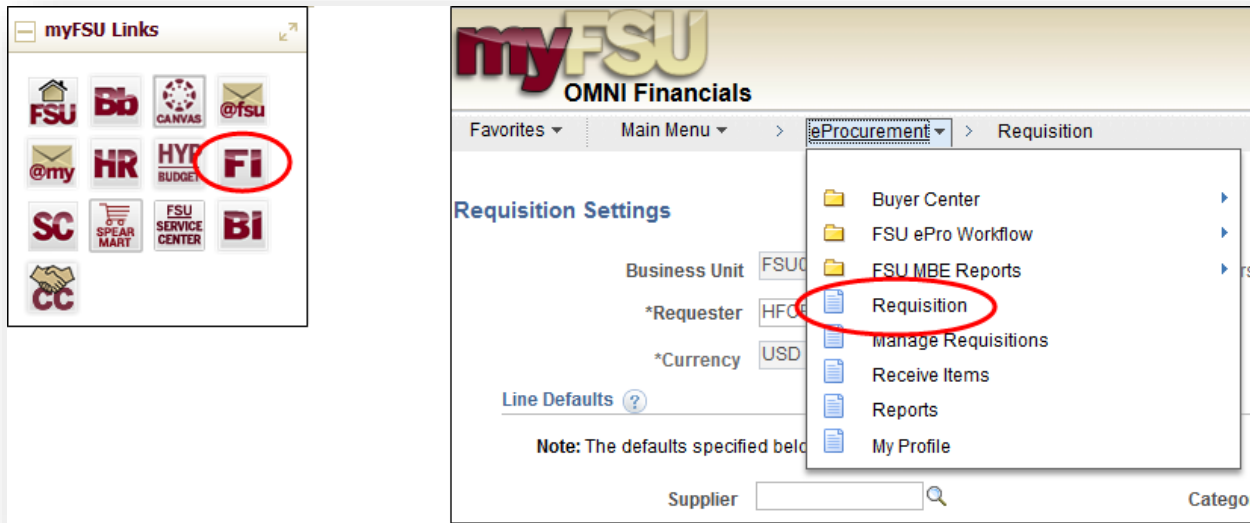 myFSU Links
FSU Bb CANVAS @fsu
@my HR HYP BUDGET FI
SC SPEAR MART FSU SERVICE CENTER BI
CC
myFSU
OMNI Financials
Favorites Main Menu > eProcurement > Requisition
Buyer Center
Requisition Settings
FSU ePro Workflow
Business Unit
FSU MBE Reports
*Requester
Requisition
Manage Requisitions
*Currency USD
Receive Items
Line Defaults ?
Reports
Note: The defaults specified
My Profile
Supplier